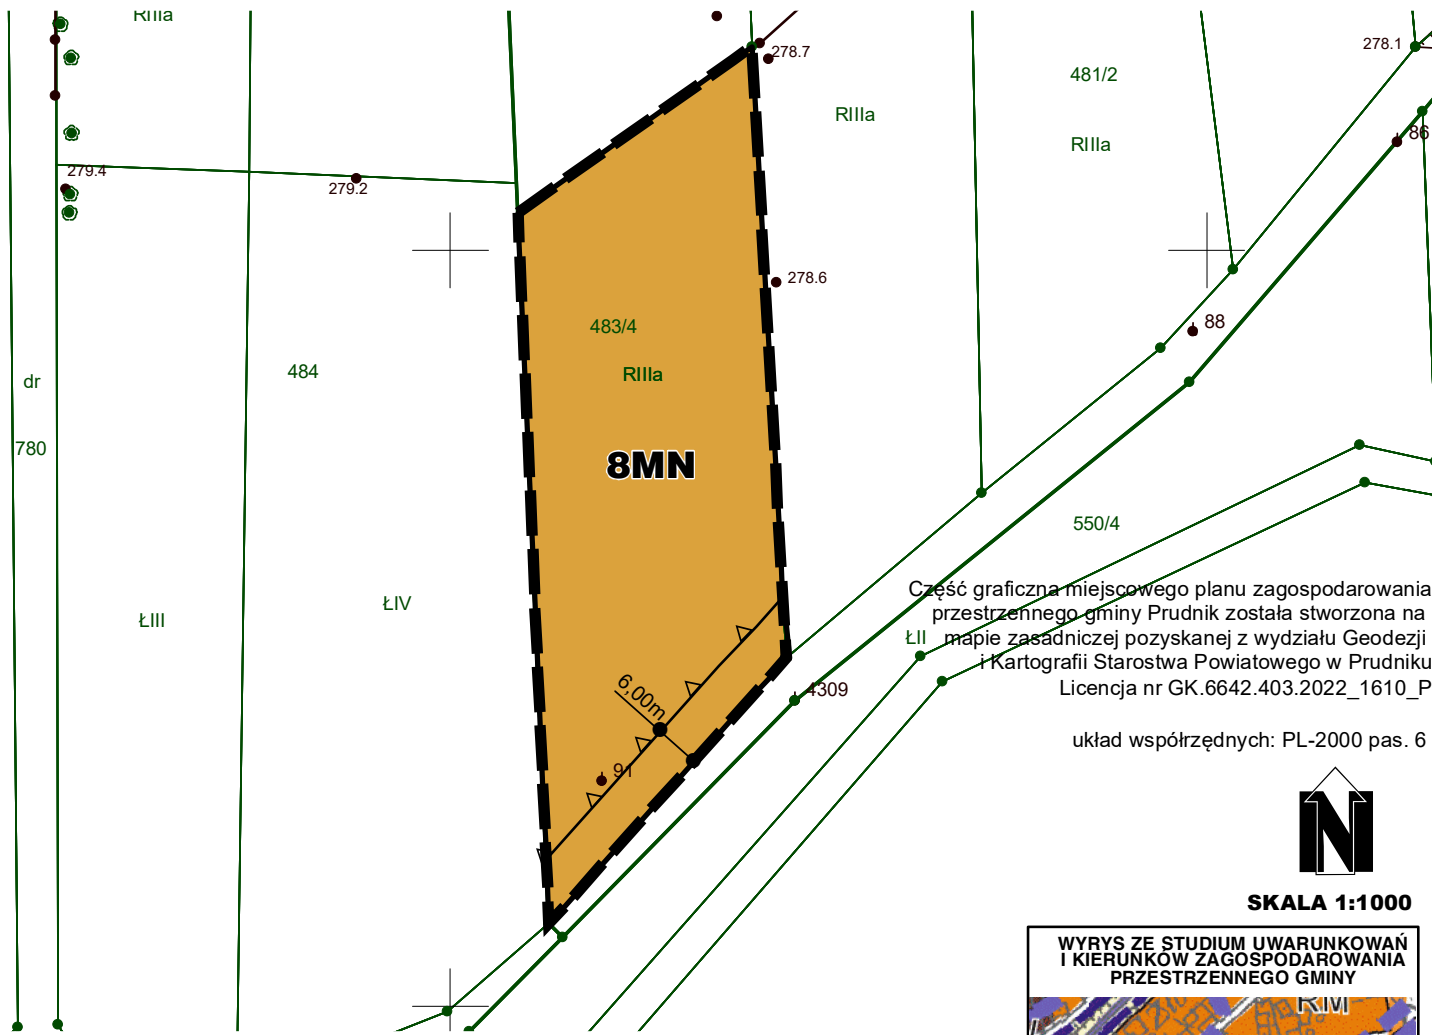 RIIIa
278.7
278.1
481/2
RIIIa
RIIIa
86
279.4
279.2
278.6
88
483/4
484
RIIIa
dr
780
8MN
550/4
ŁIV
ŁIII
Część graficzna miejscowego planu zagospodarowania
przestrzennego gminy Prudnik została stworzona na
ŁII
mapie zasadniczej pozyskanej z wydziału Geodezji
i Kartografii Starostwa Powiatowego w Prudniku
Licencja nr GK.6642.403.2022_1610_P
6,00m
4309
układ współrzędnych: PL-2000 pas. 6
91
N
SKALA 1:1000
WYRYS ZE STUDIUM UWARUNKOWAŃ
I KIERUNKÓW ZAGOSPODAROWANIA
PRZESTRZENNEGO GMINY
RM